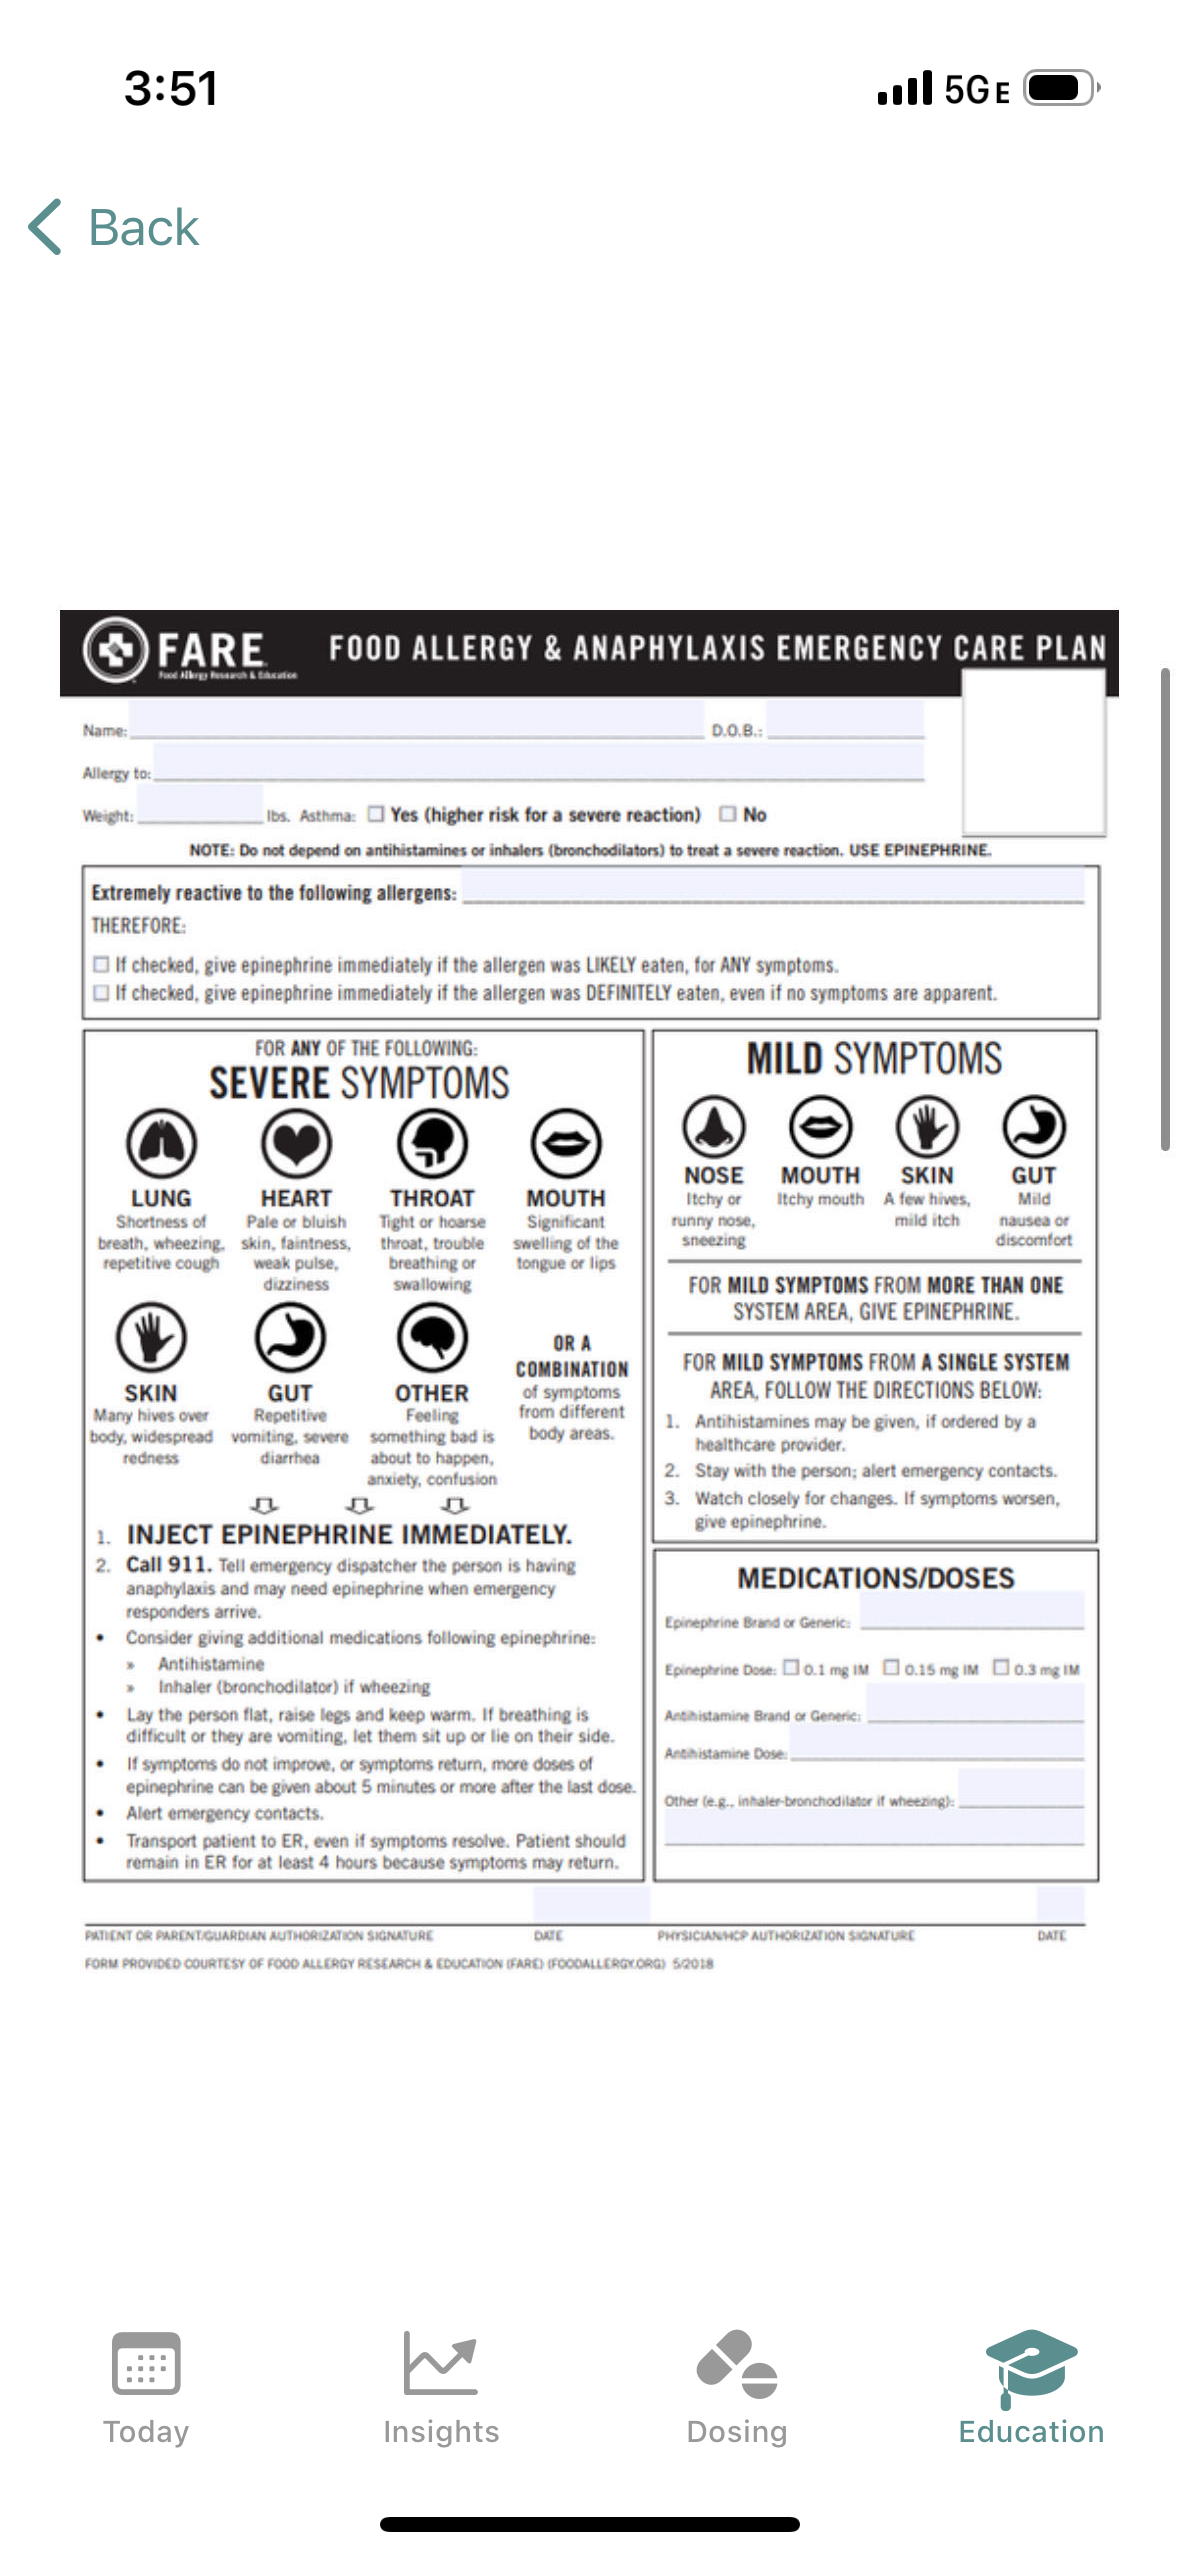 3:51
5GE
Back
FARE
Food Allergy Research & Education
FOOD ALLERGY & ANAPHYLAXIS EMERGENCY CARE PLAN
Name:
D.O.B.:
Allergy to:
Weight: lbs. Asthma: Yes (higher risk for a severe reaction) No
NOTE: Do not depend on antihistamines or inhalers (bronchodilators) to treat a severe reaction. USE EPINEPHRINE.
Extremely reactive to the following allergens:
THEREFORE:
If checked, give epinephrine immediately if the allergen was LIKELY eaten, for ANY symptoms.
If checked, give epinephrine immediately if the allergen was DEFINITELY eaten, even if no symptoms are apparent.
FOR ANY OF THE FOLLOWING:
SEVERE SYMPTOMS
LUNG
Shortness of
breath, wheezing,
repetitive cough
HEART
Pale or bluish
skin, faintness,
weak pulse,
dizziness
THROAT
Tight or hoarse
throat, trouble
breathing or
swallowing
MOUTH
Significant
swelling of the
tongue or lips
SKIN
Many hives over
body, widespread
redness
GUT
Repetitive
vomiting, severe
diarrhea
OTHER
Feeling
something bad is
about to happen,
anxiety, confusion
OR A
COMBINATION
of symptoms
from different
body areas.
1. INJECT EPINEPHRINE IMMEDIATELY.
2. Call 911. Tell emergency dispatcher the person is having
anaphylaxis and may need epinephrine when emergency
responders arrive.
• Consider giving additional medications following epinephrine:
» Antihistamine
» Inhaler (bronchodilator) if wheezing
• Lay the person flat, raise legs and keep warm. If breathing is
difficult or they are vomiting, let them sit up or lie on their side.
• If symptoms do not improve, or symptoms return, more doses of
epinephrine can be given about 5 minutes or more after the last dose.
• Alert emergency contacts.
• Transport patient to ER, even if symptoms resolve. Patient should
remain in ER for at least 4 hours because symptoms may return.
MILD SYMPTOMS
NOSE
Itchy or
runny nose,
sneezing
MOUTH
Itchy mouth
SKIN
A few hives,
mild itch
GUT
Mild
nausea or
discomfort
FOR MILD SYMPTOMS FROM MORE THAN ONE
SYSTEM AREA, GIVE EPINEPHRINE.
FOR MILD SYMPTOMS FROM A SINGLE SYSTEM
AREA, FOLLOW THE DIRECTIONS BELOW:
1. Antihistamines may be given, if ordered by a
healthcare provider.
2. Stay with the person; alert emergency contacts.
3. Watch closely for changes. If symptoms worsen,
give epinephrine.
MEDICATIONS/DOSES
Epinephrine Brand or Generic:
Epinephrine Dose: 0.1 mg IM 0.15 mg IM 0.3 mg IM
Antihistamine Brand or Generic:
Antihistamine Dose:
Other (e.g., inhaler-bronchodilator if wheezing):
PATIENT OR PARENT/GUARDIAN AUTHORIZATION SIGNATURE
DATE
PHYSICIAN/HCP AUTHORIZATION SIGNATURE
DATE
FORM PROVIDED COURTESY OF FOOD ALLERGY RESEARCH & EDUCATION (FARE) (FOODALLERGY.ORG) 5/2018
Today
Insights
Dosing
Education